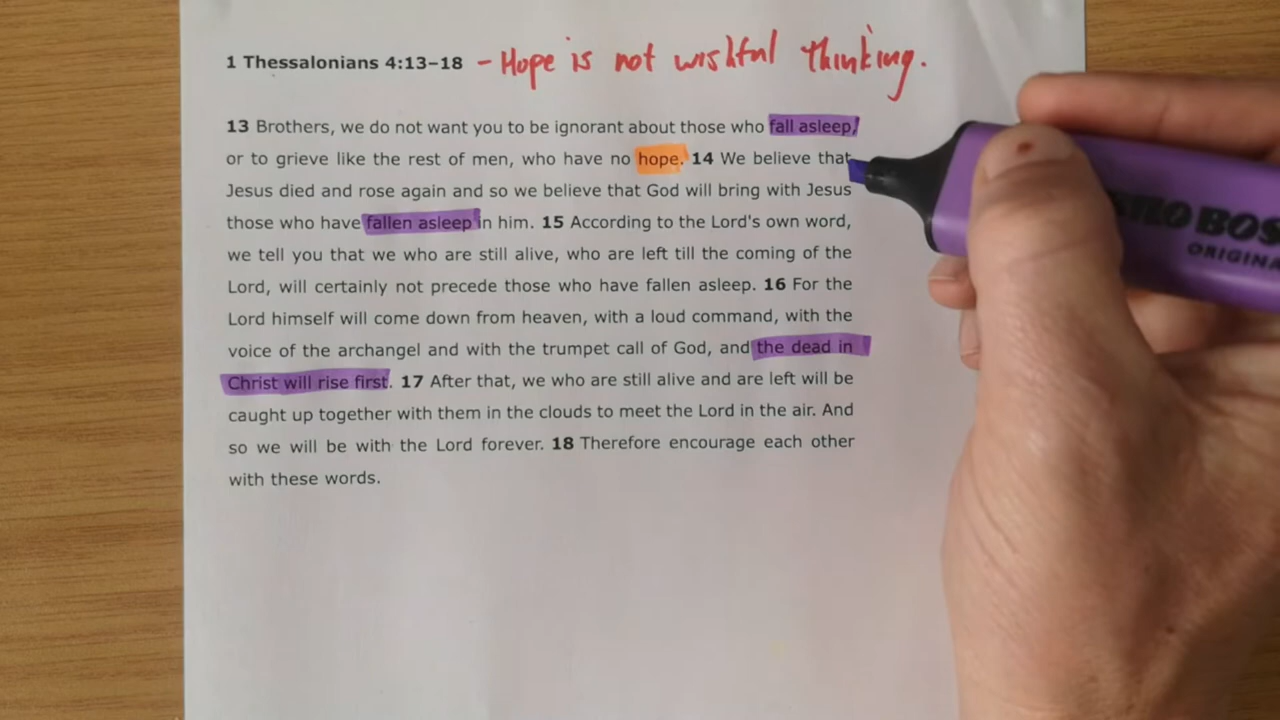 1 Thessalonians 4:13–18 - Hope is not wishful thinking.
13 Brothers, we do not want you to be ignorant about those who fall asleep,
or to grieve like the rest of men, who have no hope. 14 We believe that
Jesus died and rose again and so we believe that God will bring with Jesus
those who have fallen asleep in him. 15 According to the Lord's own word,
we tell you that we who are still alive, who are left till the coming of the
Lord, will certainly not precede those who have fallen asleep. 16 For the
Lord himself will come down from heaven, with a loud command, with the
voice of the archangel and with the trumpet call of God, and the dead in
Christ will rise first. 17 After that, we who are still alive and are left will be
caught up together with them in the clouds to meet the Lord in the air. And
so we will be with the Lord forever. 18 Therefore encourage each other
with these words.